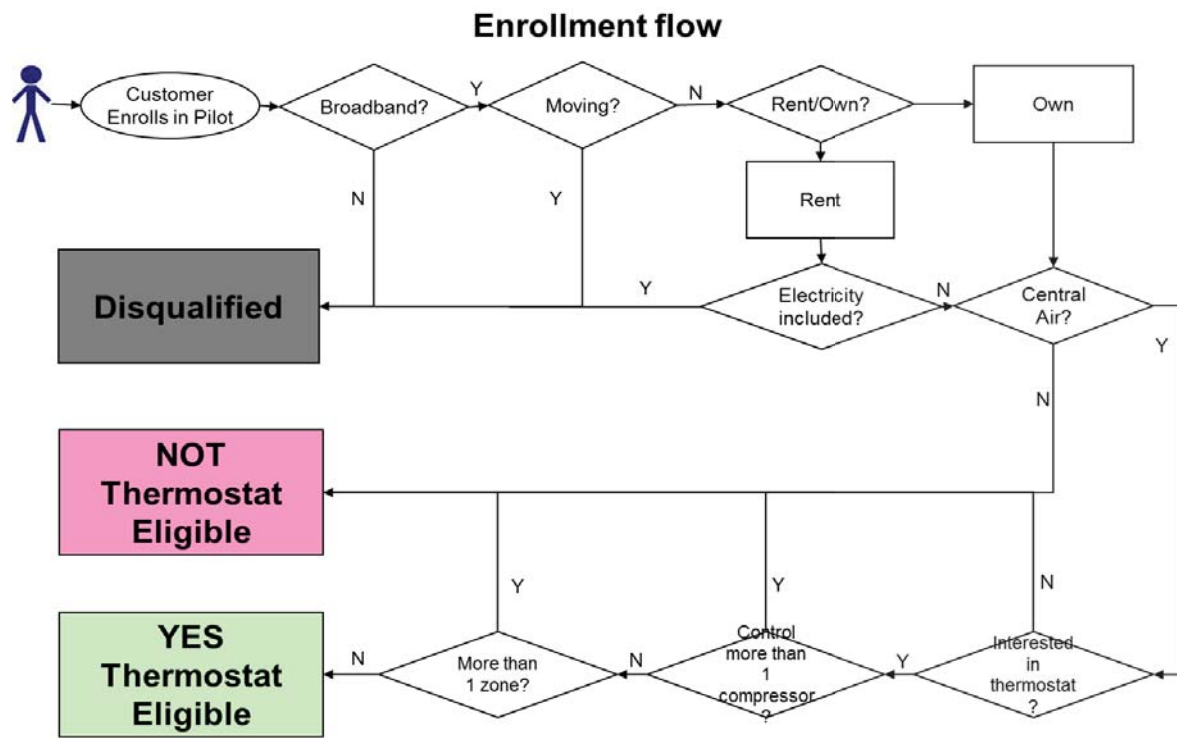 Enrollment flow
Customer
Enrolls in Pilot
Broadband?
Y
Moving?
N
Rent/Own?
Own
N
Y
Rent
Disqualified
Y
Electricity
included?
N
Central
Air?
Y
N
NOT
Thermostat
Eligible
Y
Y
N
YES
Thermostat
Eligible
N
More than
1 zone?
N
Control
more than
1
compressor
?
Y
Interested
in
thermostat
?